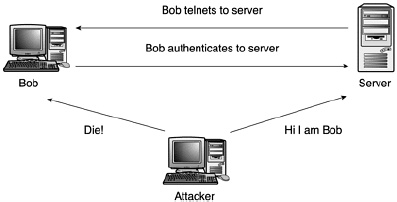 Bob telnets to server
Bob authenticates to server
Bob
Server
Die!
Hi I am Bob
Attacker